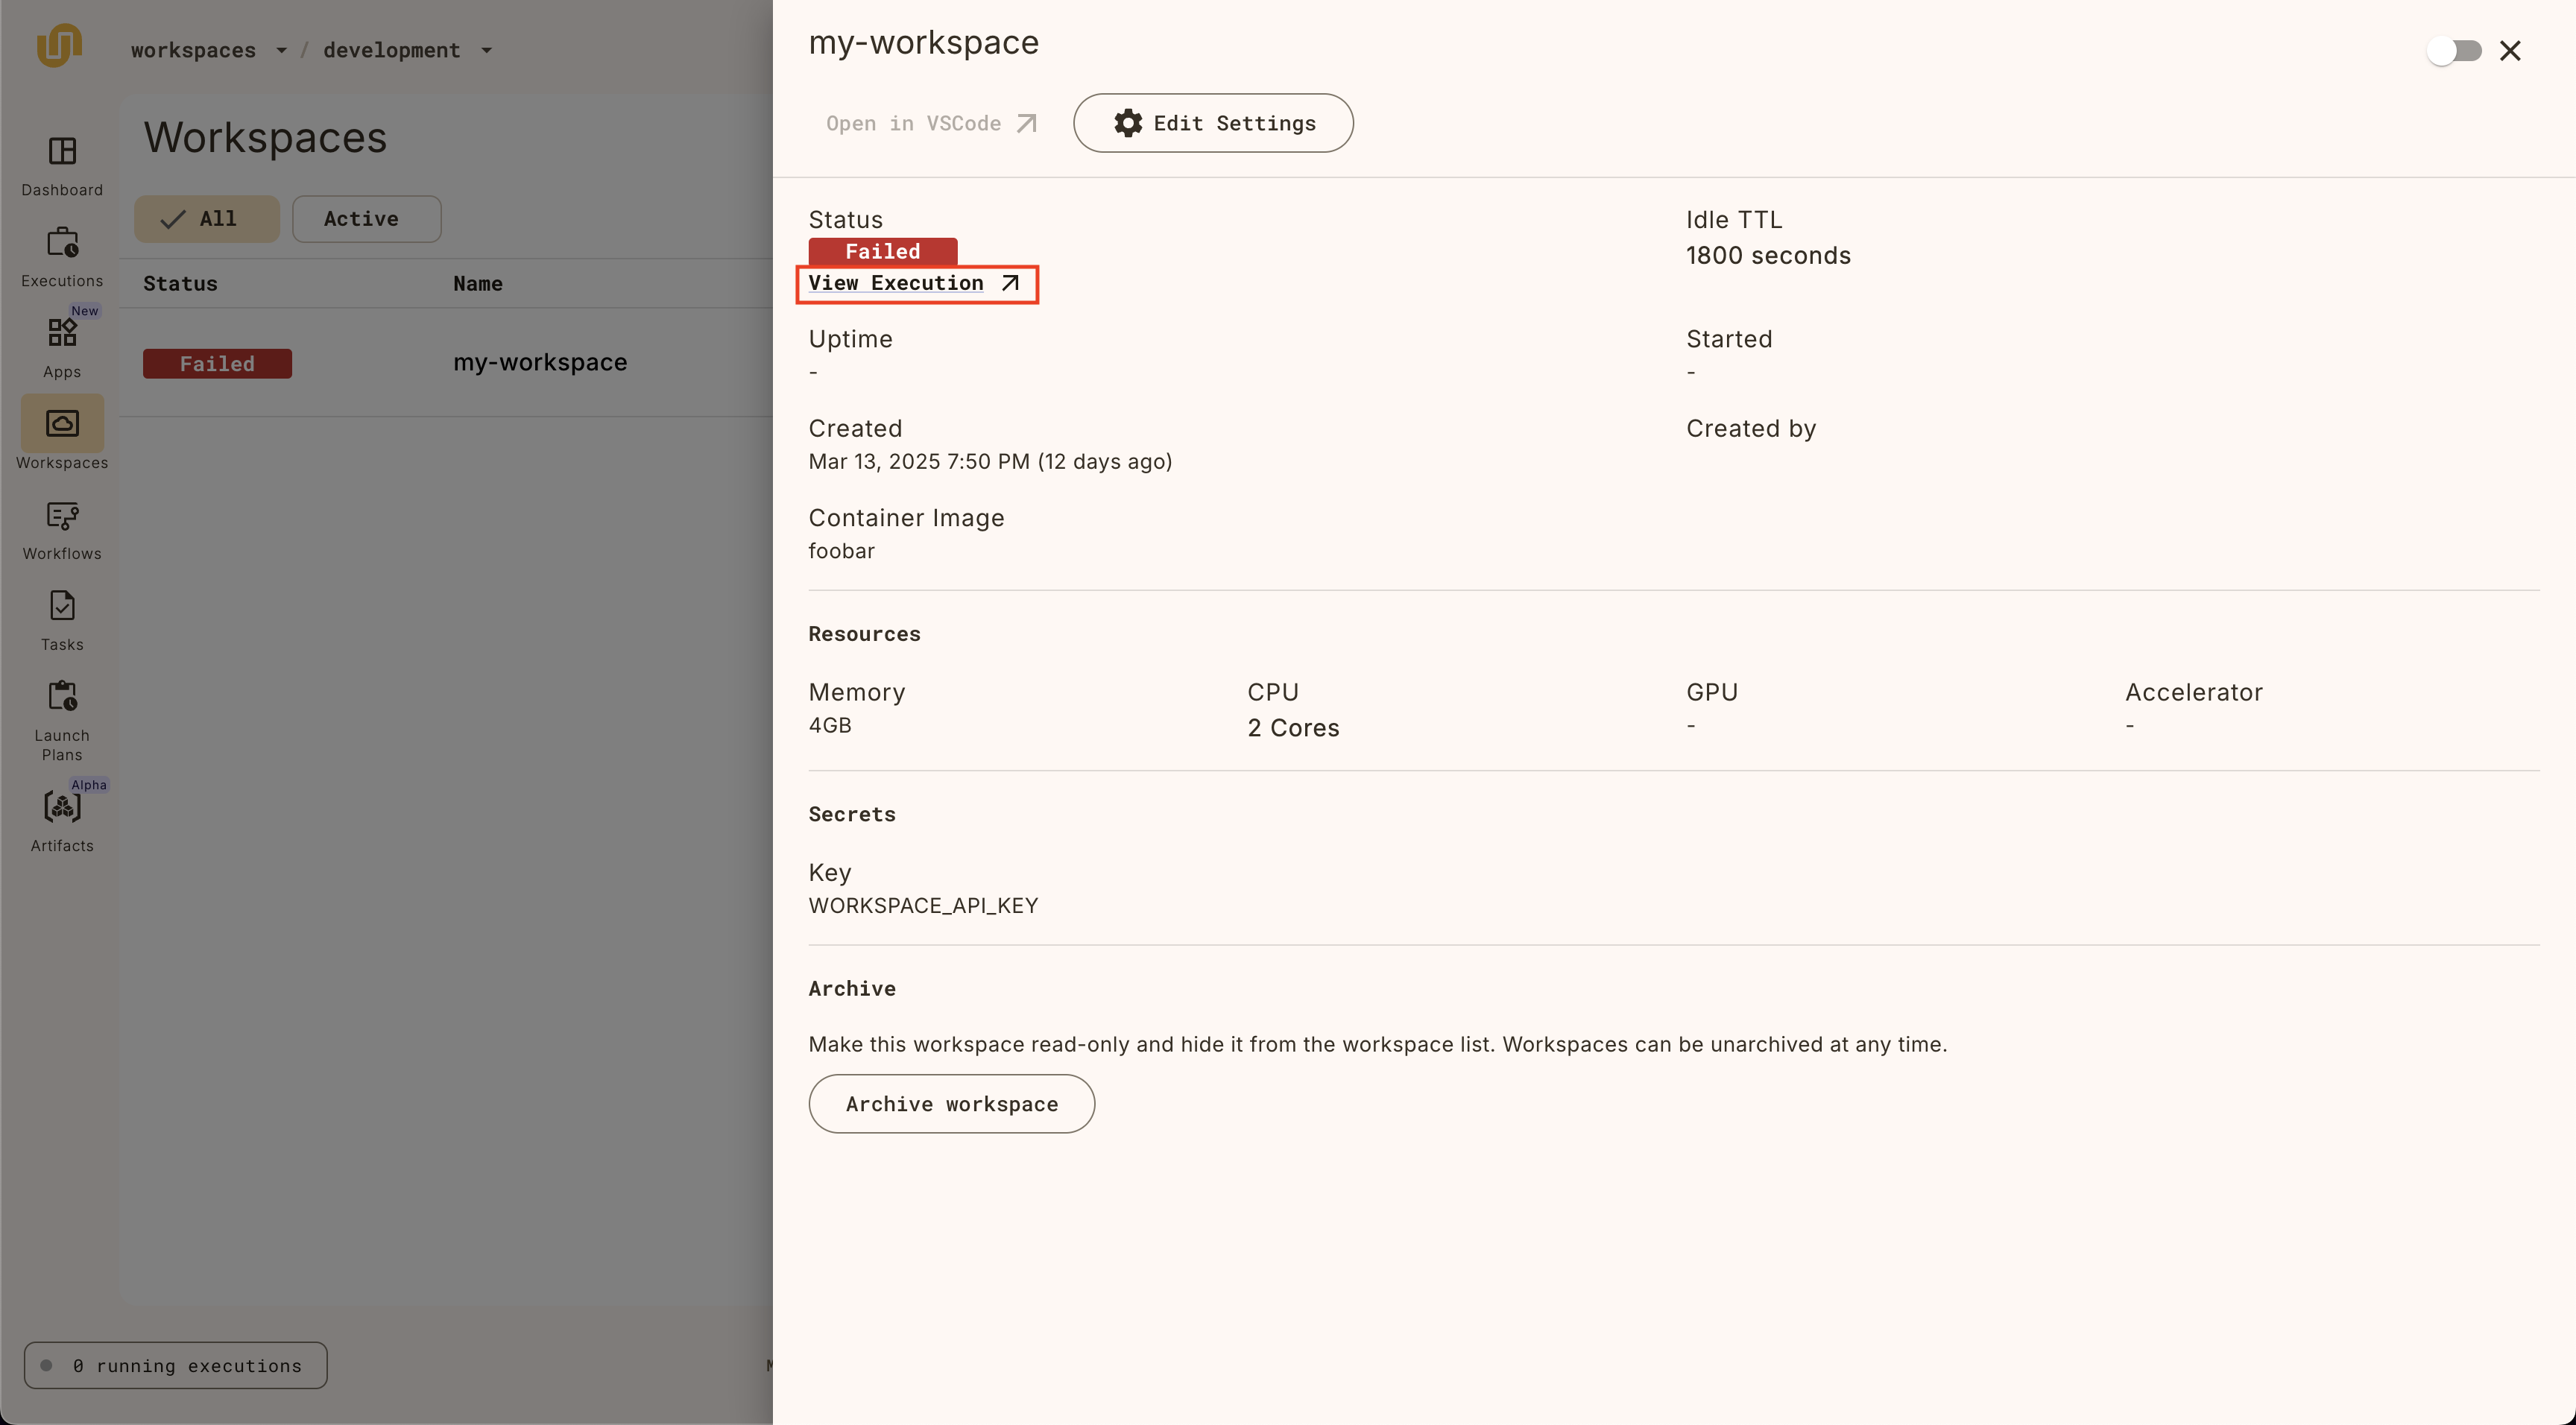 workspaces / development
Dashboard
Executions
New
Apps
Workspaces
Workflows
Tasks
Launch
Plans
Alpha
Artifacts
Workspaces
All
Active
Status Name
Failed my-workspace
0 running executions
my-workspace
Open in VSCode
Edit Settings
Status
Failed
View Execution
Idle TTL
1800 seconds
Uptime
-
Started
-
Created
Mar 13, 2025 7:50 PM (12 days ago)
Created by
Container Image
foobar
Resources
Memory
4GB
CPU
2 Cores
GPU
-
Accelerator
-
Secrets
Key
WORKSPACE_API_KEY
Archive
Make this workspace read-only and hide it from the workspace list. Workspaces can be unarchived at any time.
Archive workspace